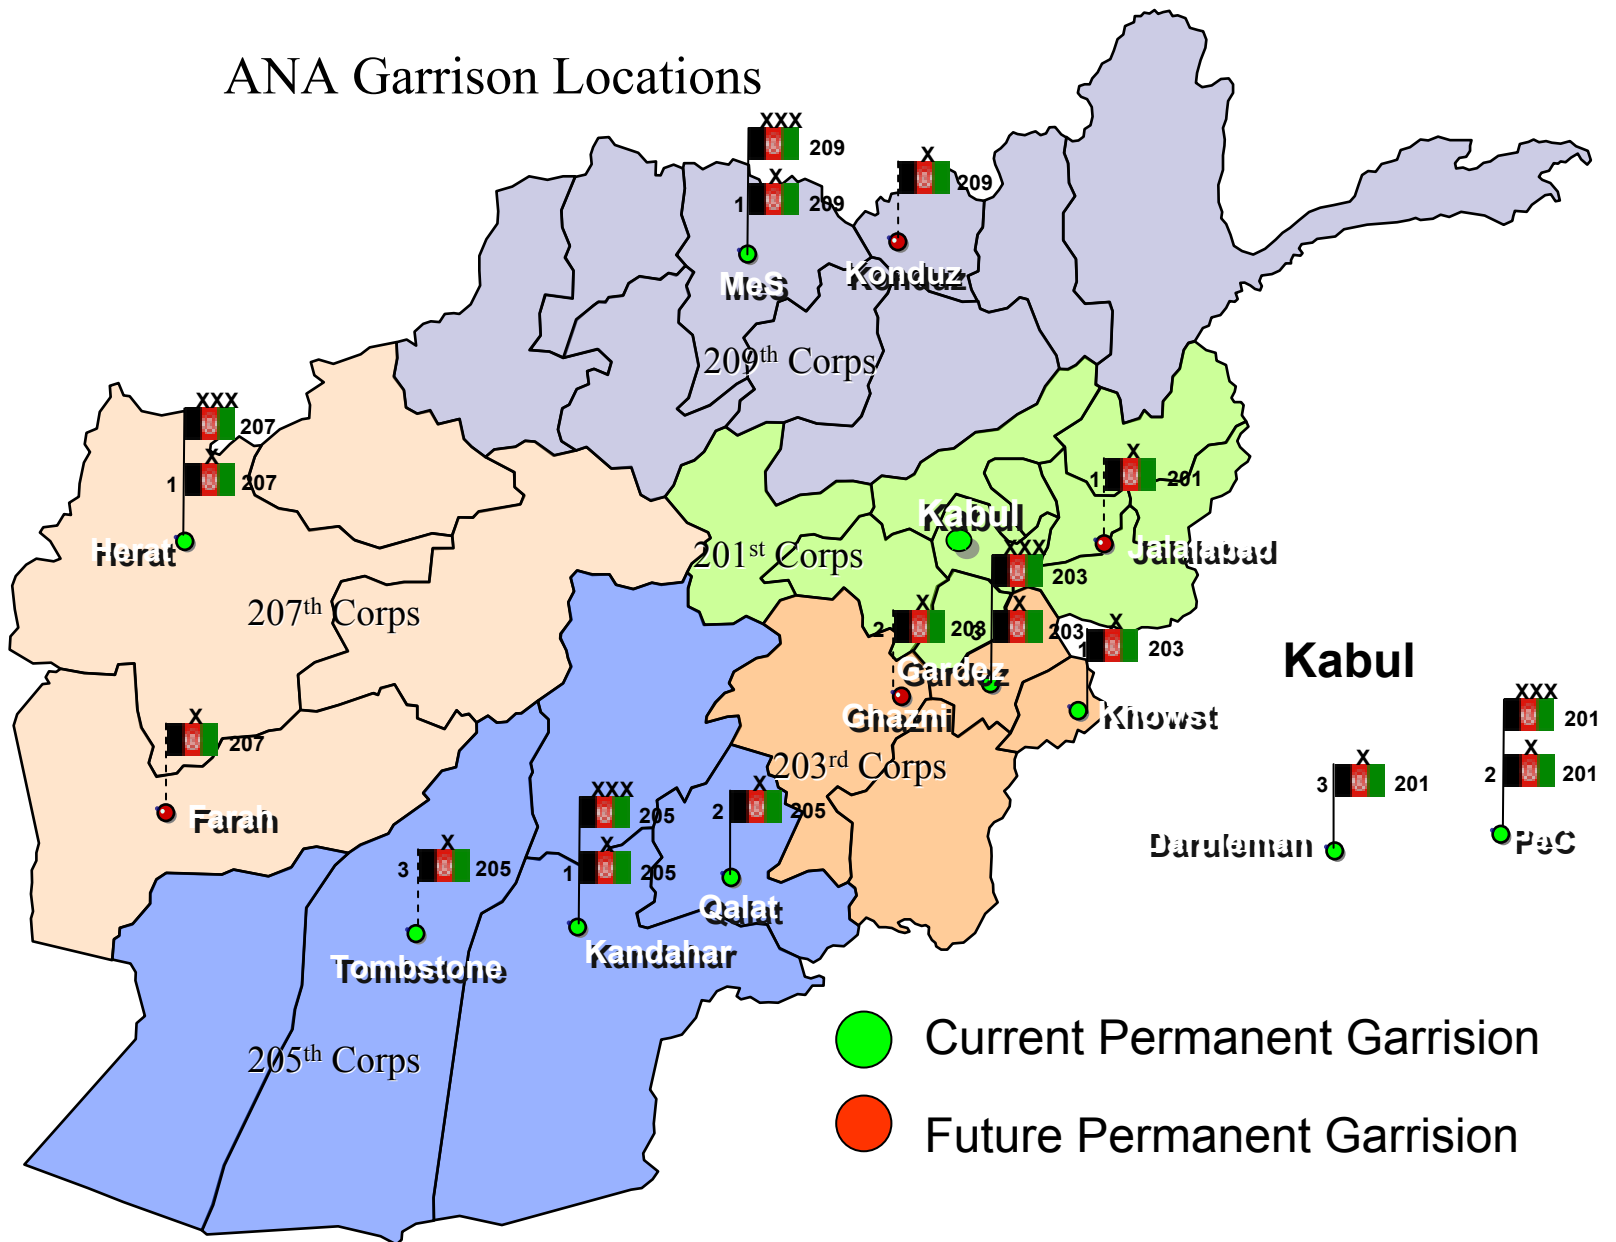 ANA Garrison Locations
XXX
209
X
1 209
MeS
X
209
Konduz
209th Corps
XXX
207
X
1 207
Herat
207th Corps
X
207
Farah
201st Corps
Kabul
X
1 201
Jalalabad
XXX
203
X
3 203
Gardez
X
2 203
Ghazni
X
1 203
Khowst
203rd Corps
XXX
205
X
1 205
Kandahar
X
2 205
Qalat
X
3 205
Tombstone
205th Corps
Kabul
XXX
201
X
2 201
PeC
X
3 201
Daruleman
Current Permanent Garrision
Future Permanent Garrision